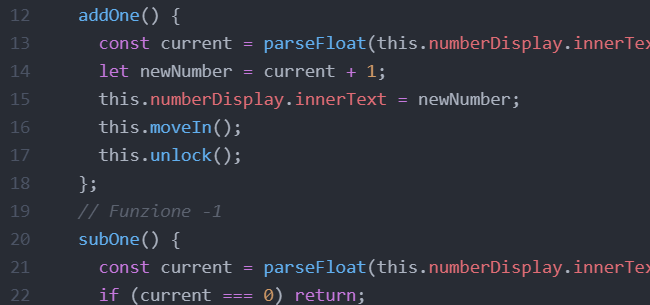 12 addOne() {
13 const current = parseFloat(this.numberDisplay.innerTex
14 let newNumber = current + 1;
15 this.numberDisplay.innerText = newNumber;
16 this.moveIn();
17 this.unlock();
18 };
19 // Funzione -1
20 subOne() {
21 const current = parseFloat(this.numberDisplay.innerTex
22 if (current === 0) return;